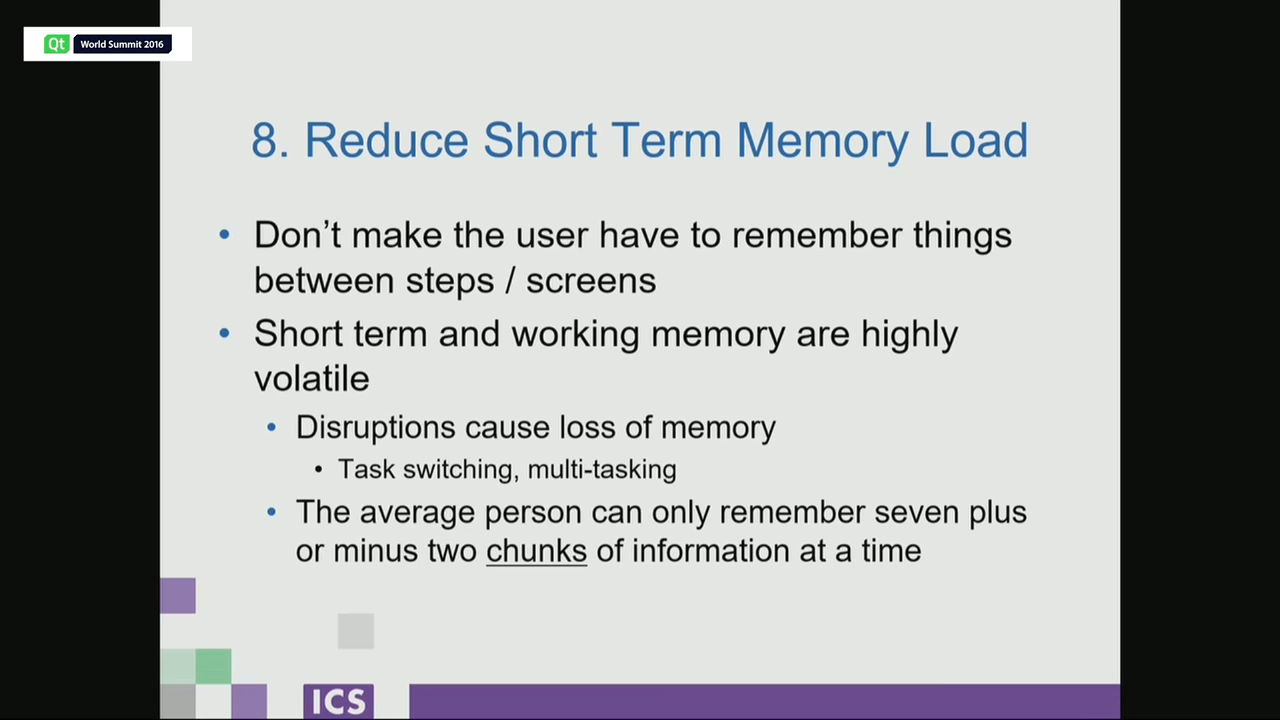 Qt World Summit 2016
8. Reduce Short Term Memory Load
• Don't make the user have to remember things
between steps / screens
• Short term and working memory are highly
volatile
• Disruptions cause loss of memory
• Task switching, multi-tasking
• The average person can only remember seven plus
or minus two chunks of information at a time
ICS